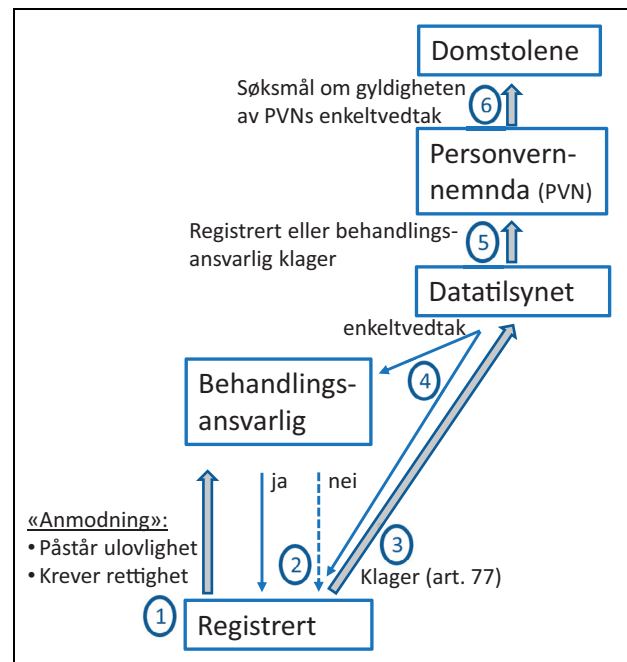 Domstolene
Søksmål om gyldigheten
av PVNs enkeltvedtak
6
Personvern-
nemnda (PVN)
Registrert eller behandlings-
ansvarlig klager
5
Datatilsynet
enkeltvedtak
4
Behandlings-
ansvarlig
ja
nei
«Anmodning»:
• Påstår ulovlighet
• Krever rettighet
2
3
Klager (art. 77)
1
Registrert